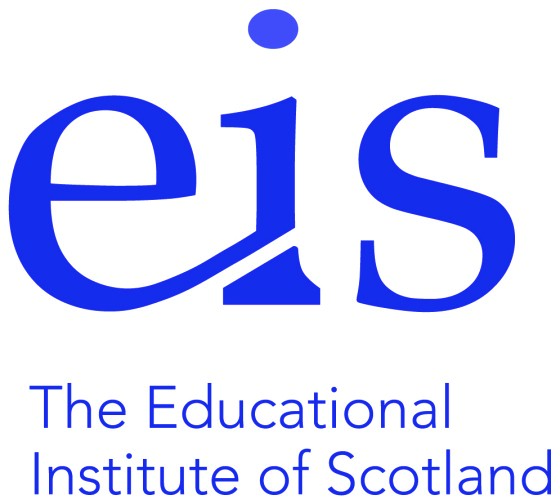 eis
The Educational
Institute of Scotland